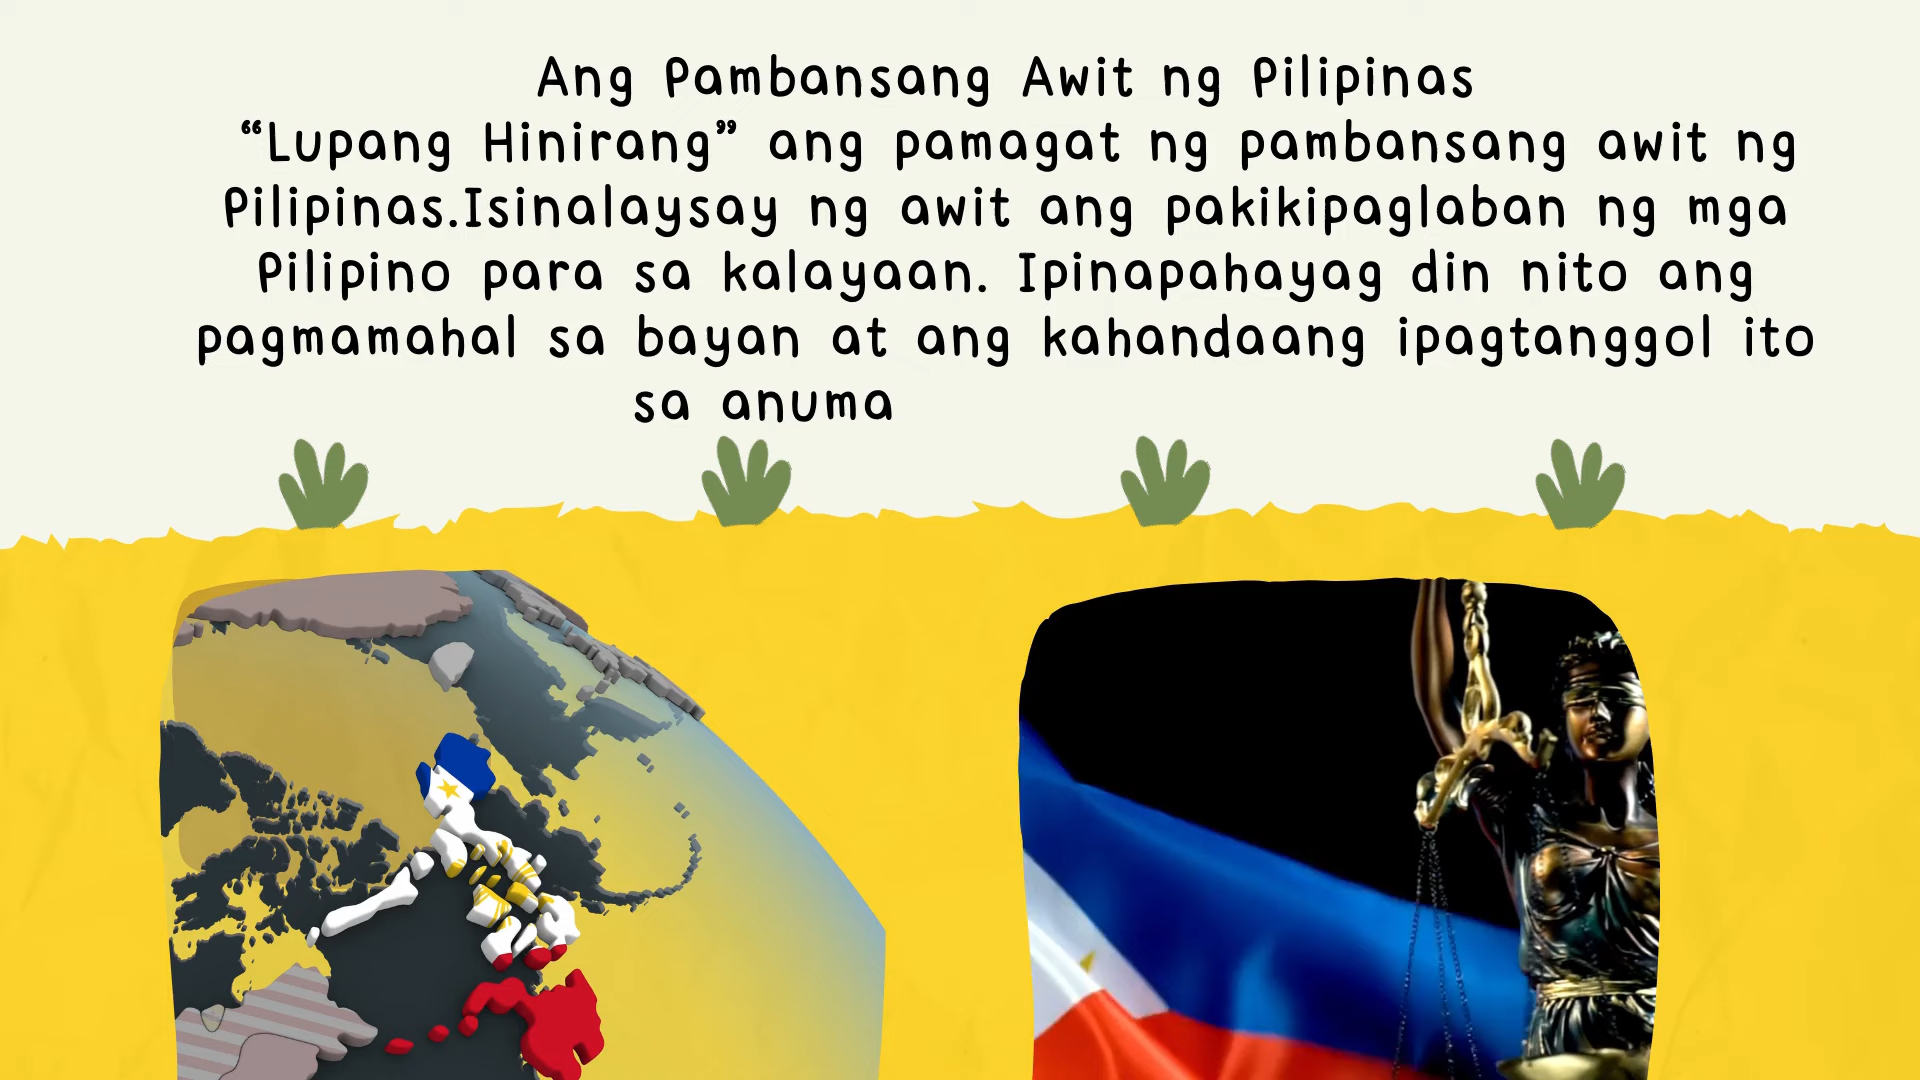 Ang Pambansang Awit ng Pilipinas
“Lupang Hinirang” ang pamagat ng pambansang awit ng
Pilipinas.Isinalaysay ng awit ang pakikipaglaban ng mga
Pilipino para sa kalayaan. Ipinapahayag din nito ang
pagmamahal sa bayan at ang kahandaang ipagtanggol ito
sa anuma